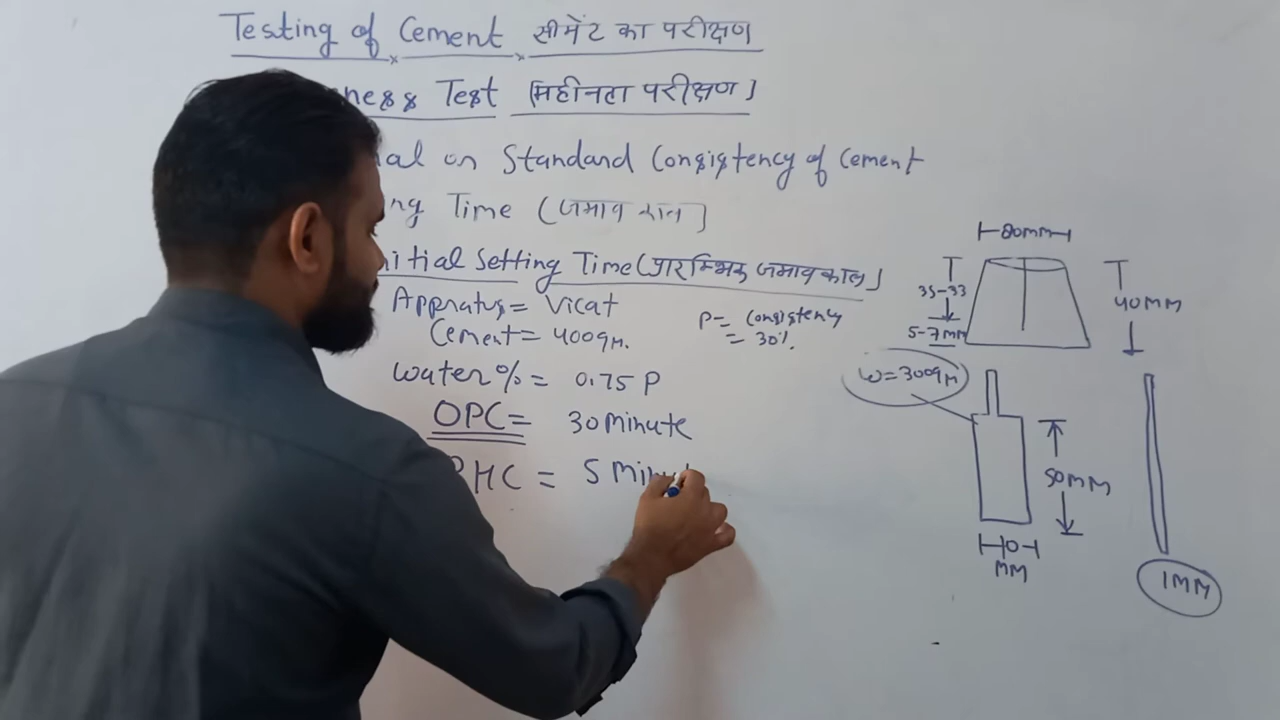 Testing of Cement सीमेंट का परीक्षण
ness Test [महीनता परीक्षण]
al on Standard Consistency of Cement
ng Time (जमाव काल)
nitial Setting Time (प्रारम्भिक जमाव काल)
Appratus = Vicat
Cement = 400gm.
P = Consistency
= 30%.
Water % = 0.75 P
OPC = 30 minute
HC = 5 Min
80MM
35-33
5-7MM
40MM
W=300gM
50MM
10
MM
1MM